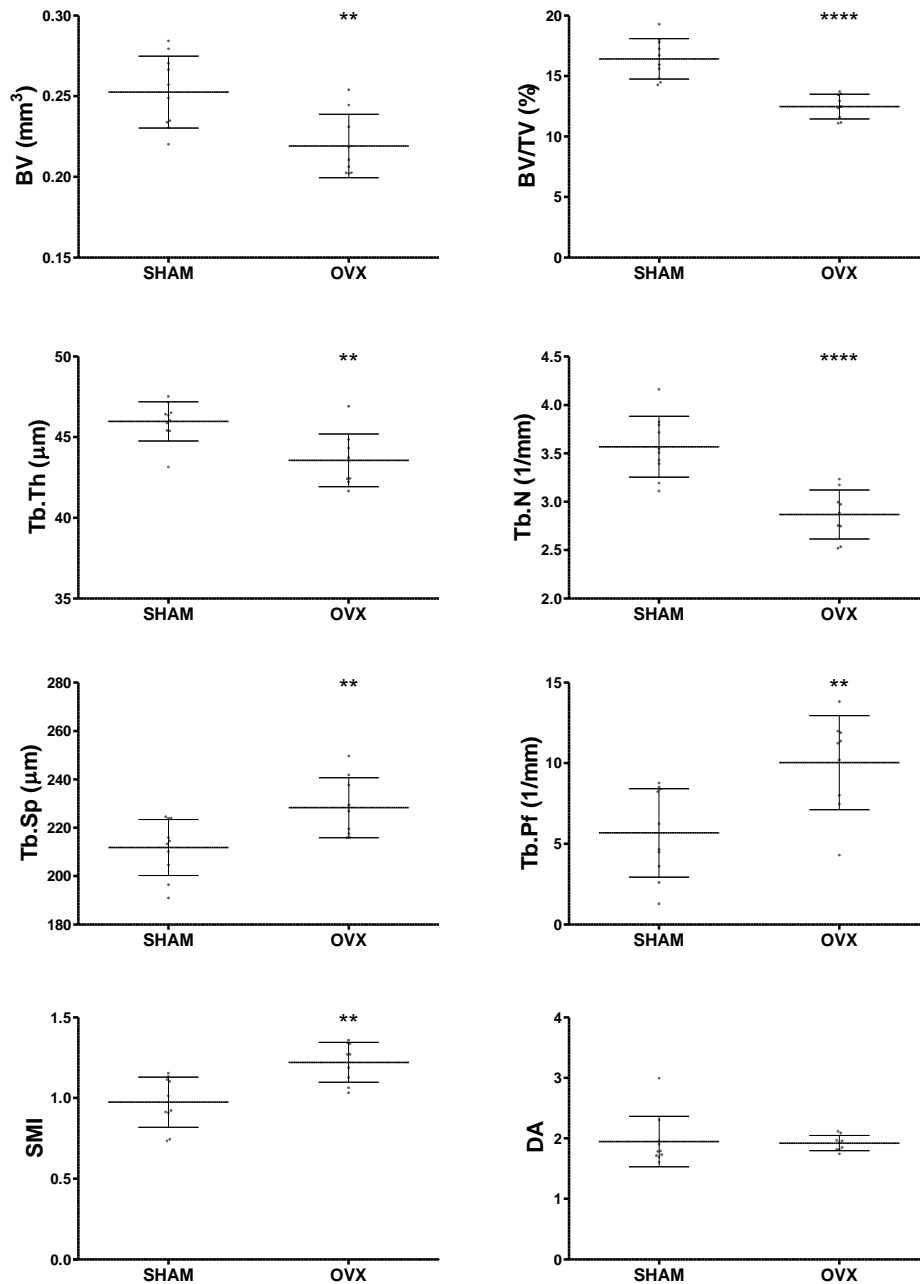 **
BV (mm³)
0.30
0.25
0.20
0.15
SHAM OVX
****
BV/TV (%)
20
15
10
5
0
SHAM OVX
**
Tb.Th (μm)
50
45
40
35
SHAM OVX
****
Tb.N (1/mm)
4.5
4.0
3.5
3.0
2.5
2.0
SHAM OVX
**
Tb.Sp (μm)
280
260
240
220
200
180
SHAM OVX
**
Tb.Pf (1/mm)
15
10
5
0
SHAM OVX
**
SMI
1.5
1.0
0.5
0.0
SHAM OVX
DA
4
3
2
1
0
SHAM OVX